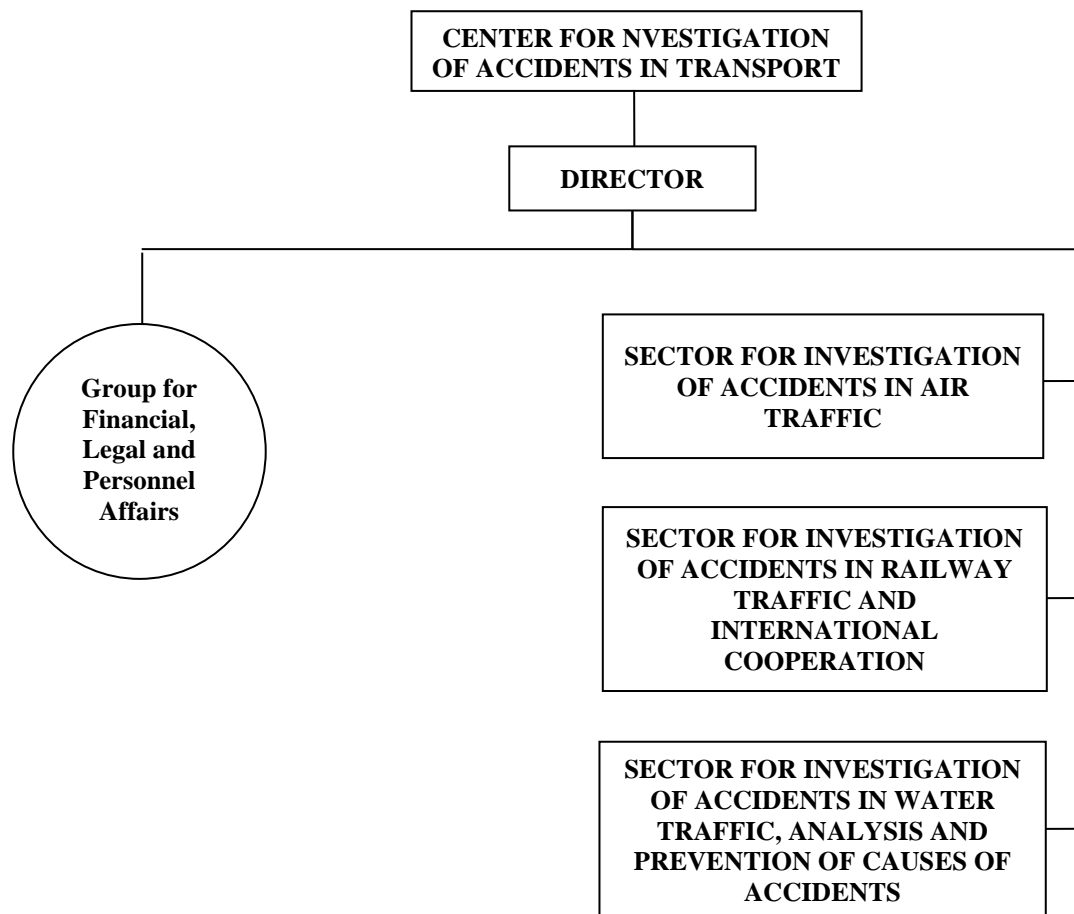 CENTER FOR NVESTIGATION
OF ACCIDENTS IN TRANSPORT
DIRECTOR
Group for
Financial,
Legal and
Personnel
Affairs
SECTOR FOR INVESTIGATION
OF ACCIDENTS IN AIR
TRAFFIC
SECTOR FOR INVESTIGATION
OF ACCIDENTS IN RAILWAY
TRAFFIC AND
INTERNATIONAL
COOPERATION
SECTOR FOR INVESTIGATION
OF ACCIDENTS IN WATER
TRAFFIC, ANALYSIS AND
PREVENTION OF CAUSES OF
ACCIDENTS